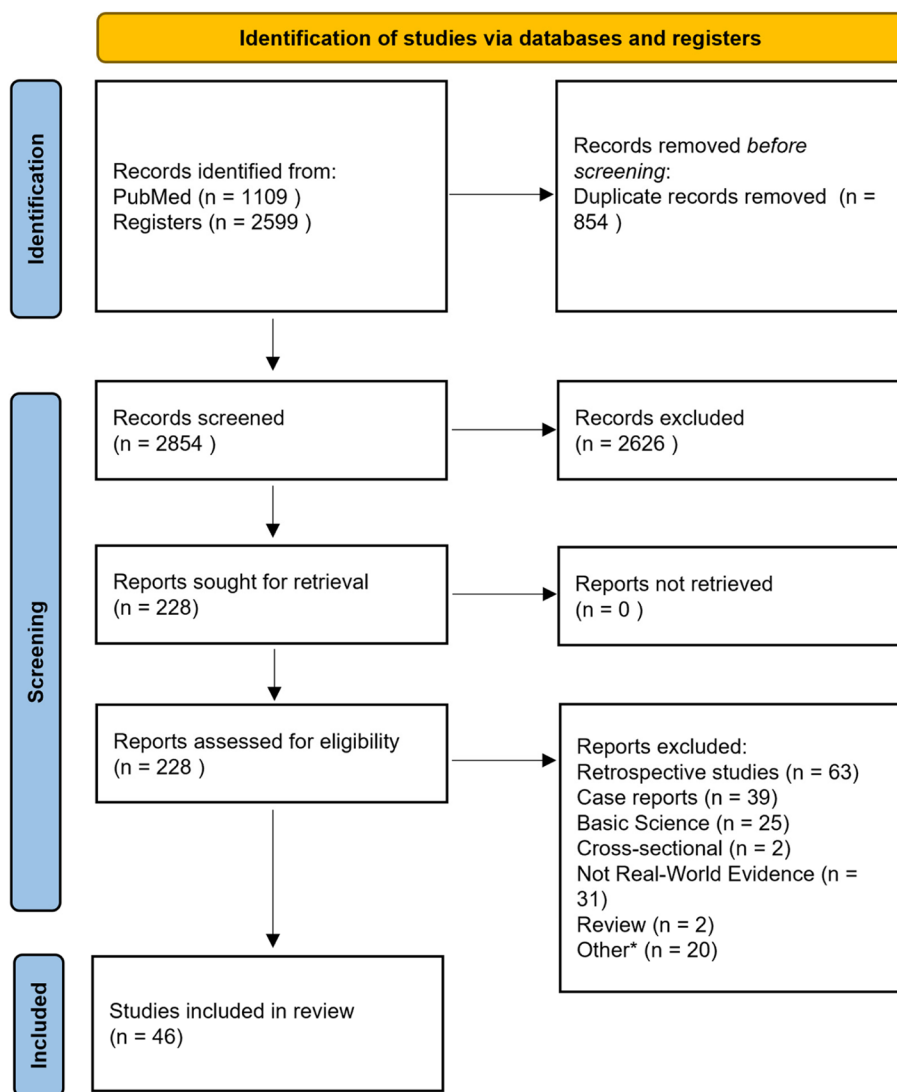 Identification of studies via databases and registers
Identification
Records identified from:
PubMed (n = 1109 )
Registers (n = 2599 )
Records removed before
screening:
Duplicate records removed  (n =
854 )
Screening
Records screened
(n = 2854 )
Records excluded
(n = 2626 )
Reports sought for retrieval
(n = 228)
Reports not retrieved
(n = 0 )
Reports assessed for eligibility
(n = 228 )
Reports excluded:
Retrospective studies (n = 63)
Case reports (n = 39)
Basic Science (n = 25)
Cross-sectional (n = 2)
Not Real-World Evidence (n =
31)
Review (n = 2)
Other* (n = 20)
Included
Studies included in review
(n = 46)